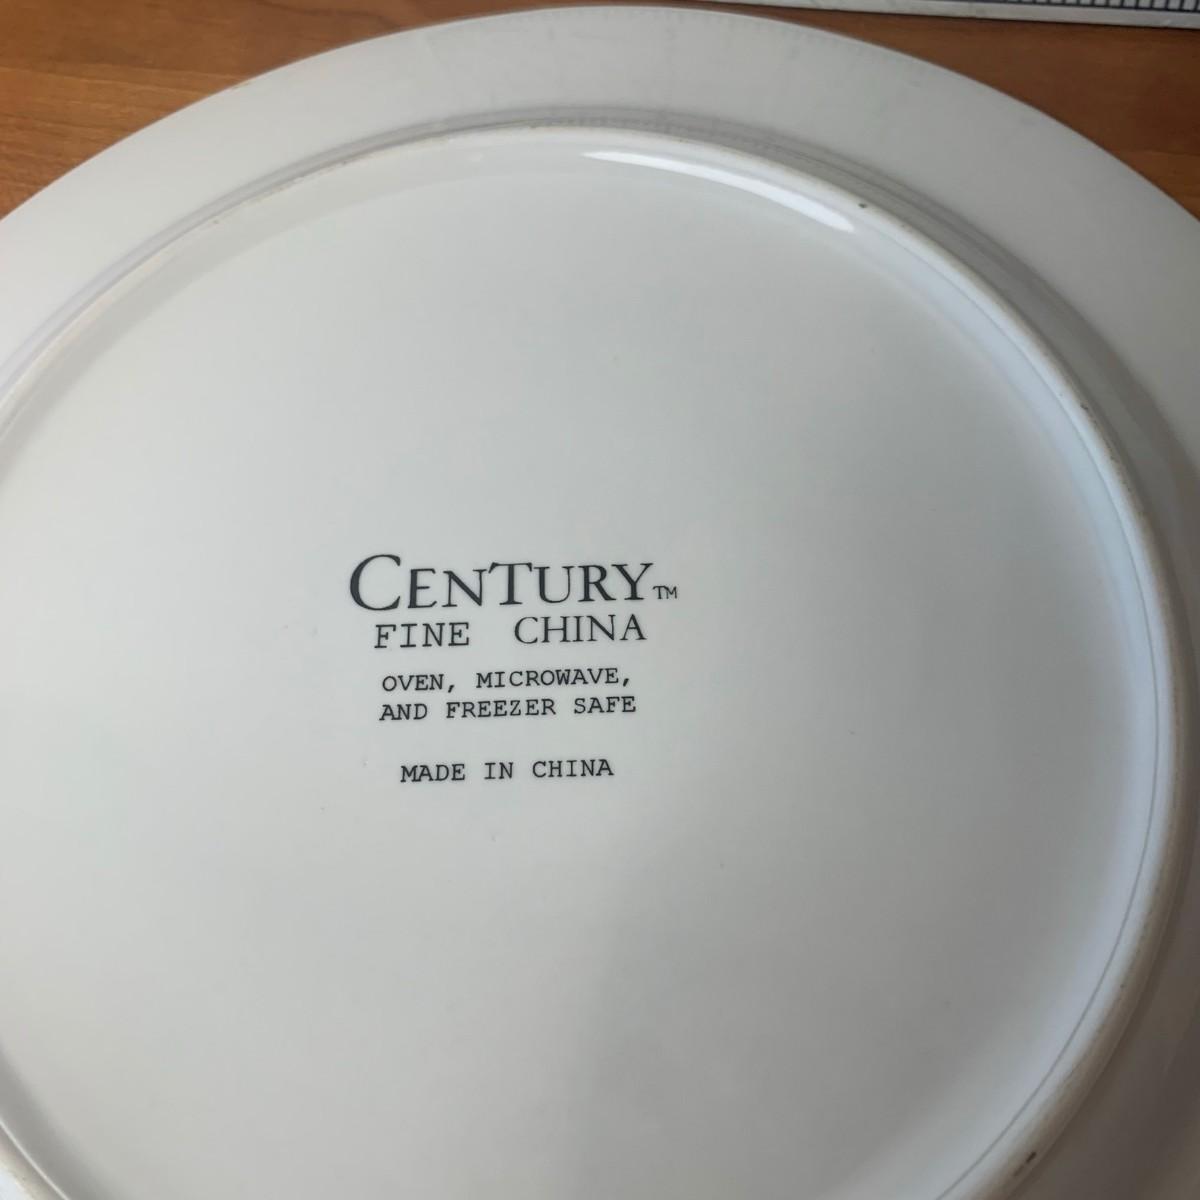 CENTURY™
FINE CHINA
OVEN, MICROWAVE,
AND FREEZER SAFE
MADE IN CHINA